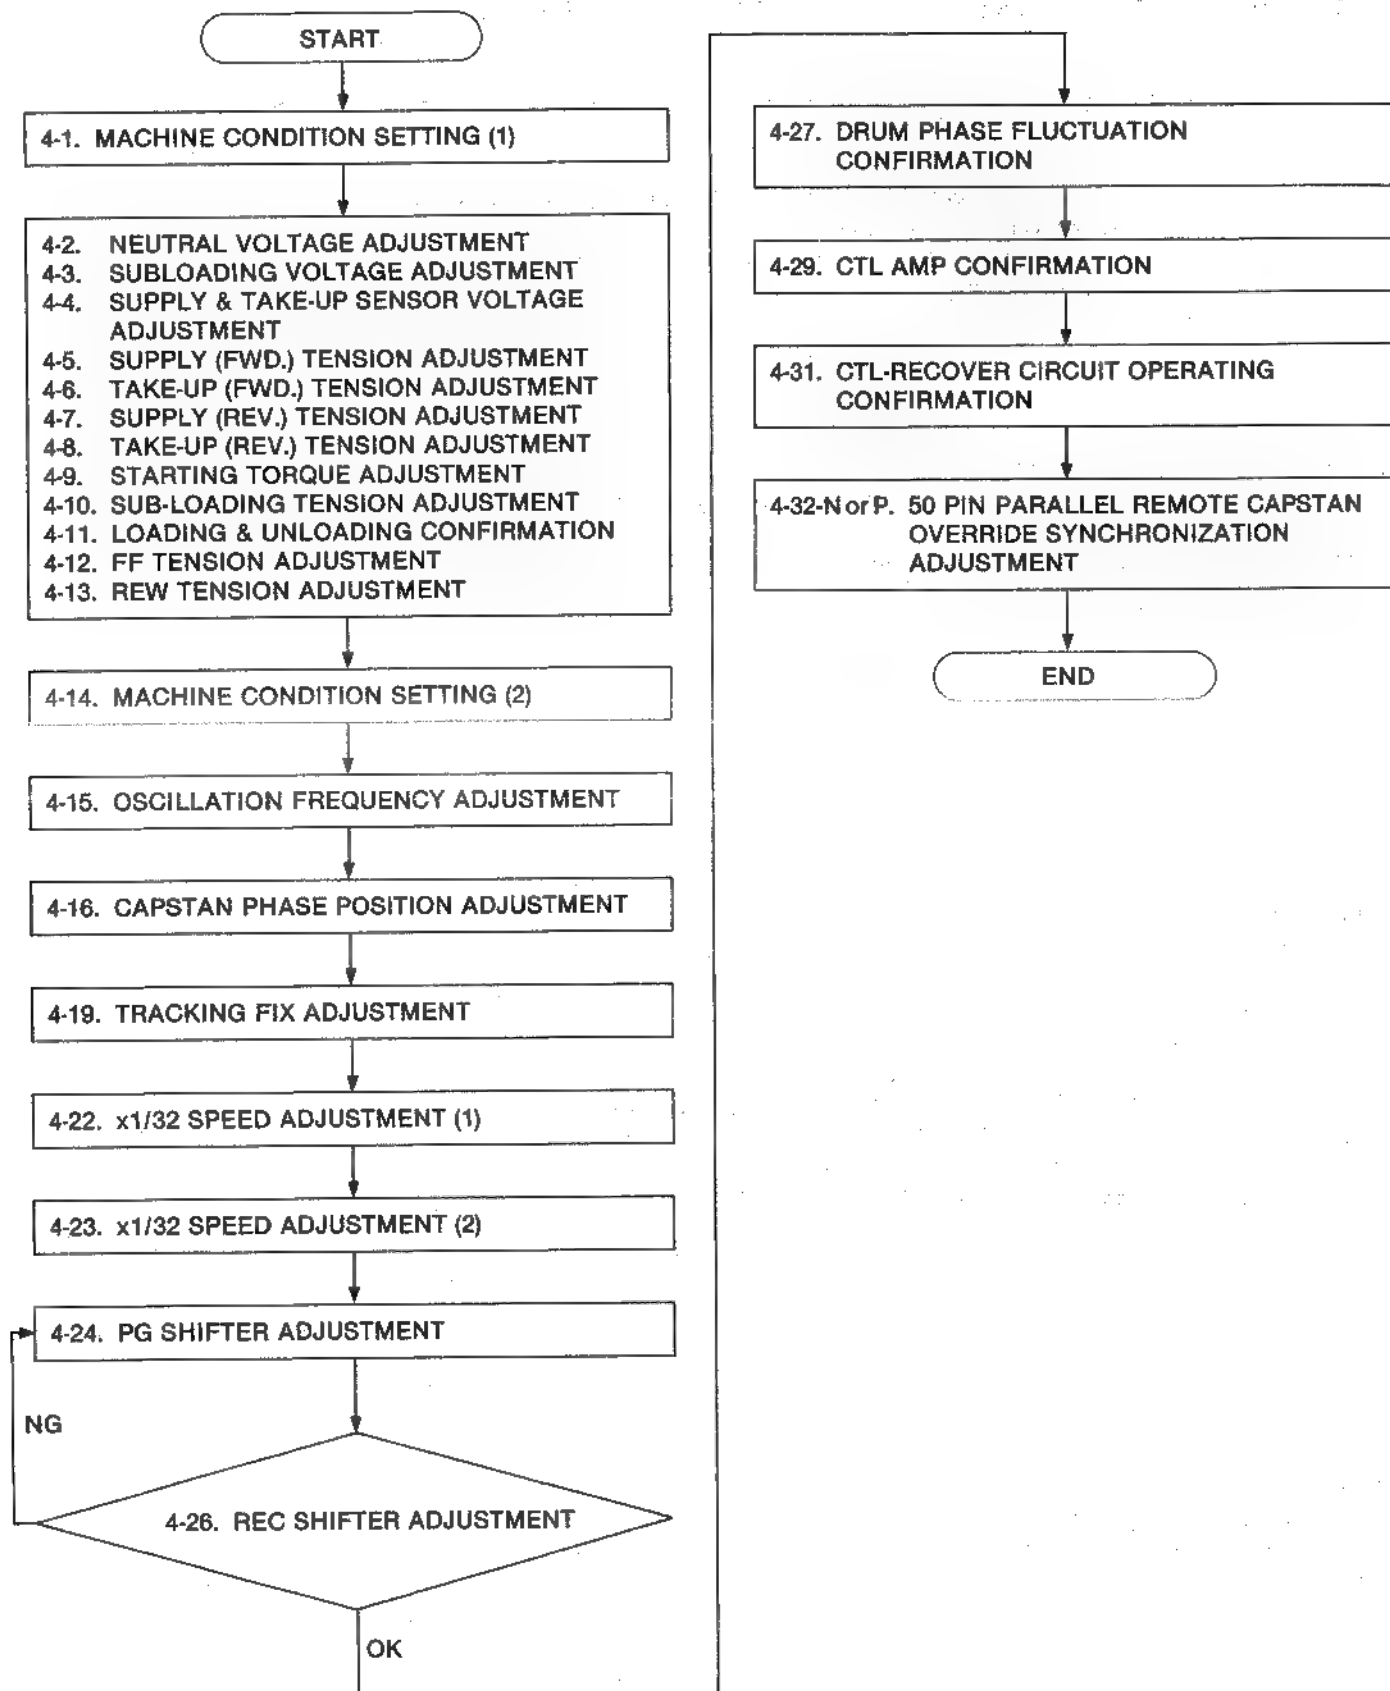 START
4-1. MACHINE CONDITION SETTING (1)
4-2. NEUTRAL VOLTAGE ADJUSTMENT
4-3. SUBLOADING VOLTAGE ADJUSTMENT
4-4. SUPPLY & TAKE-UP SENSOR VOLTAGE
ADJUSTMENT
4-5. SUPPLY (FWD.) TENSION ADJUSTMENT
4-6. TAKE-UP (FWD.) TENSION ADJUSTMENT
4-7. SUPPLY (REV.) TENSION ADJUSTMENT
4-8. TAKE-UP (REV.) TENSION ADJUSTMENT
4-9. STARTING TORQUE ADJUSTMENT
4-10. SUB-LOADING TENSION ADJUSTMENT
4-11. LOADING & UNLOADING CONFIRMATION
4-12. FF TENSION ADJUSTMENT
4-13. REW TENSION ADJUSTMENT
4-14. MACHINE CONDITION SETTING (2)
4-15. OSCILLATION FREQUENCY ADJUSTMENT
4-16. CAPSTAN PHASE POSITION ADJUSTMENT
4-19. TRACKING FIX ADJUSTMENT
4-22. x1/32 SPEED ADJUSTMENT (1)
4-23. x1/32 SPEED ADJUSTMENT (2)
4-24. PG SHIFTER ADJUSTMENT
NG
4-26. REC SHIFTER ADJUSTMENT
OK
4-27. DRUM PHASE FLUCTUATION
CONFIRMATION
4-29. CTL AMP CONFIRMATION
4-31. CTL-RECOVER CIRCUIT OPERATING
CONFIRMATION
4-32-N or P. 50 PIN PARALLEL REMOTE CAPSTAN
OVERRIDE SYNCHRONIZATION
ADJUSTMENT
END